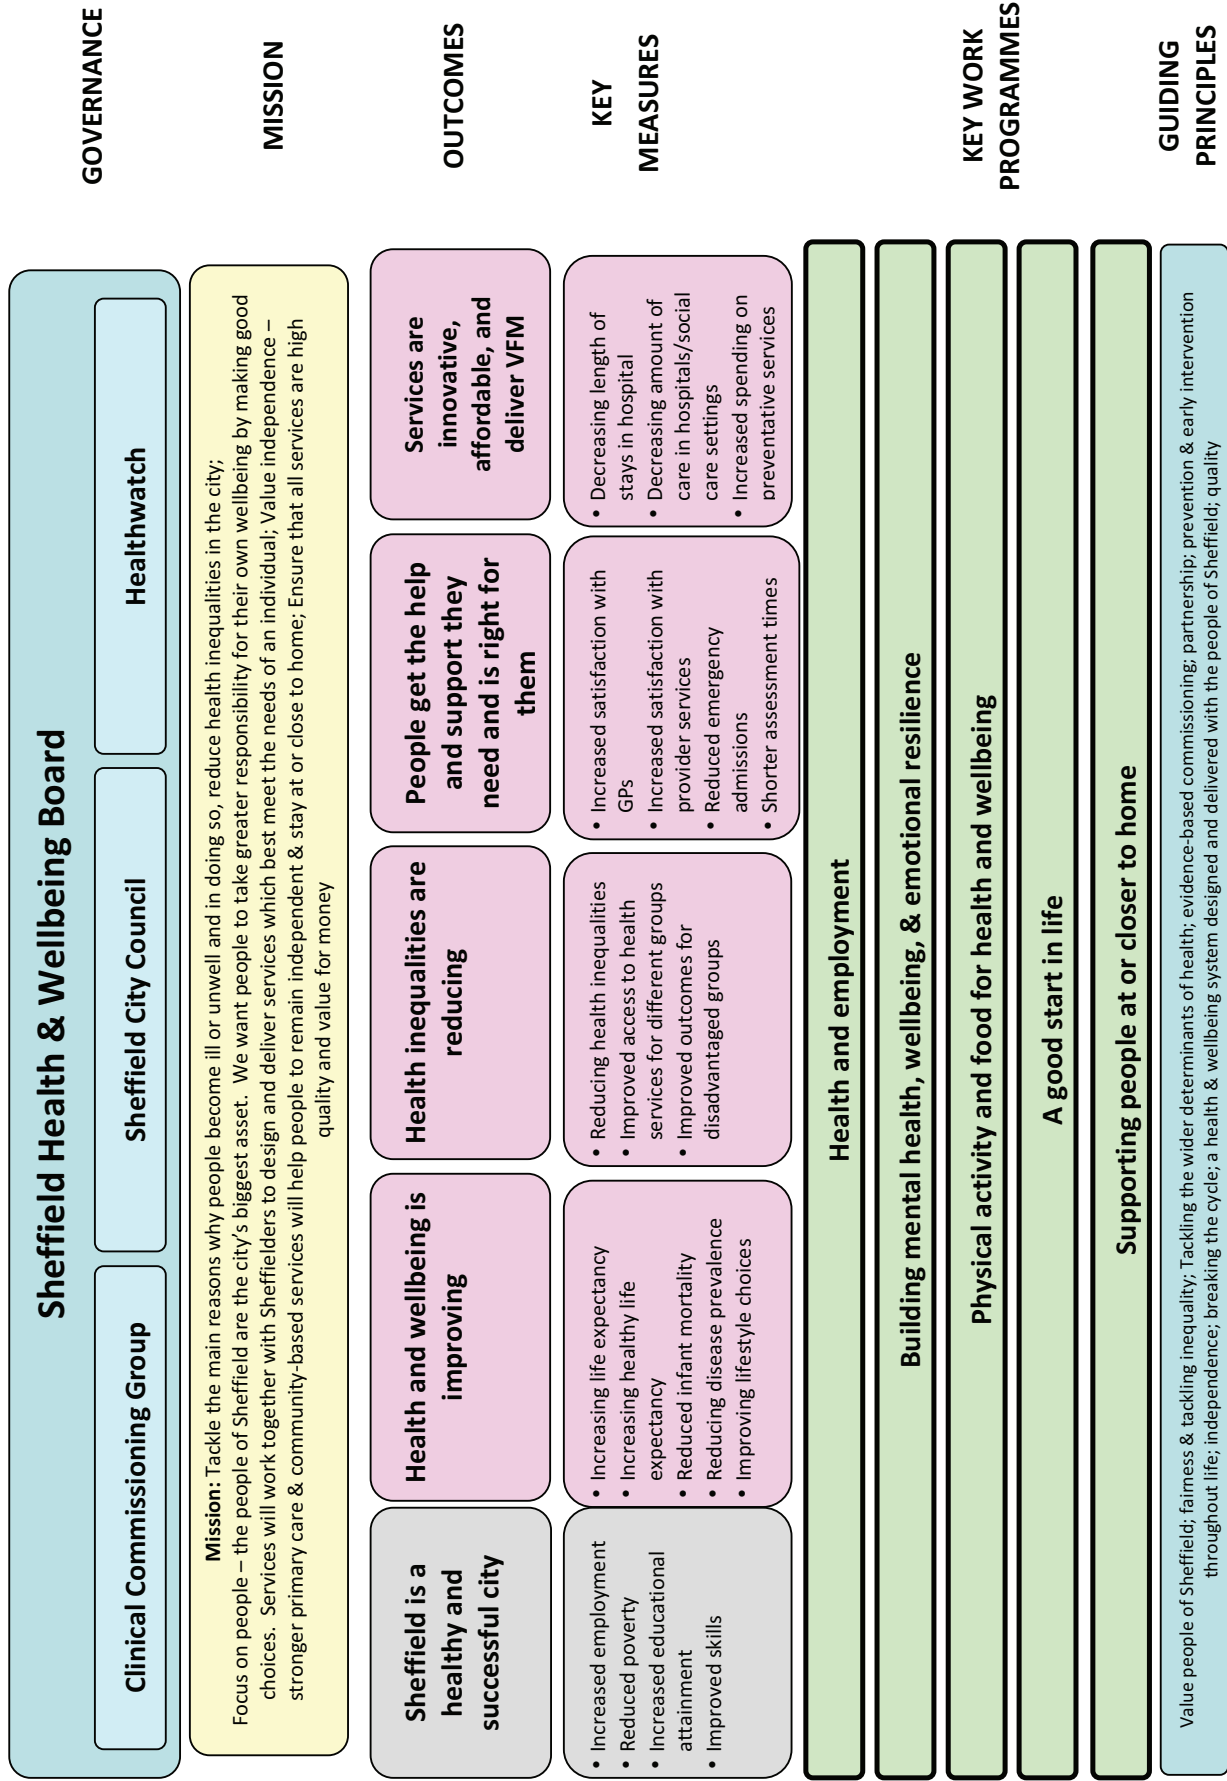 Sheffield Health & Wellbeing Board
GOVERNANCE
Clinical Commissioning Group
Sheffield City Council
Healthwatch
Mission: Tackle the main reasons why people become ill or unwell and in doing so, reduce health inequalities in the city;
Focus on people – the people of Sheffield are the city's biggest asset. We want people to take greater responsibility for their own wellbeing by making good
choices. Services will work together with Sheffielders to design and deliver services which best meet the needs of an individual; Value independence –
stronger primary care & community-based services will help people to remain independent & stay at or close to home; Ensure that all services are high
quality and value for money
MISSION
Sheffield is a
healthy and
successful city
Health and wellbeing is
improving
Health inequalities are
reducing
People get the help
and support they
need and is right for
them
Services are
innovative,
affordable, and
deliver VFM
OUTCOMES
• Increased employment
• Reduced poverty
• Increased educational
attainment
• Improved skills
• Increasing life expectancy
• Increasing healthy life
expectancy
• Reduced infant mortality
• Reducing disease prevalence
• Improving lifestyle choices
• Reducing health inequalities
• Improved access to health
services for different groups
• Improved outcomes for
disadvantaged groups
• Increased satisfaction with
GPs
• Increased satisfaction with
provider services
• Reduced emergency
admissions
• Shorter assessment times
• Decreasing length of
stays in hospital
• Decreasing amount of
care in hospitals/social
care settings
• Increased spending on
preventative services
KEY
MEASURES
Health and employment
Building mental health, wellbeing, & emotional resilience
Physical activity and food for health and wellbeing
A good start in life
Supporting people at or closer to home
KEY WORK
PROGRAMMES
Value people of Sheffield; fairness & tackling inequality; Tackling the wider determinants of health; evidence-based commissioning; partnership; prevention & early intervention
throughout life; independence; breaking the cycle; a health & wellbeing system designed and delivered with the people of Sheffield; quality
GUIDING
PRINCIPLES